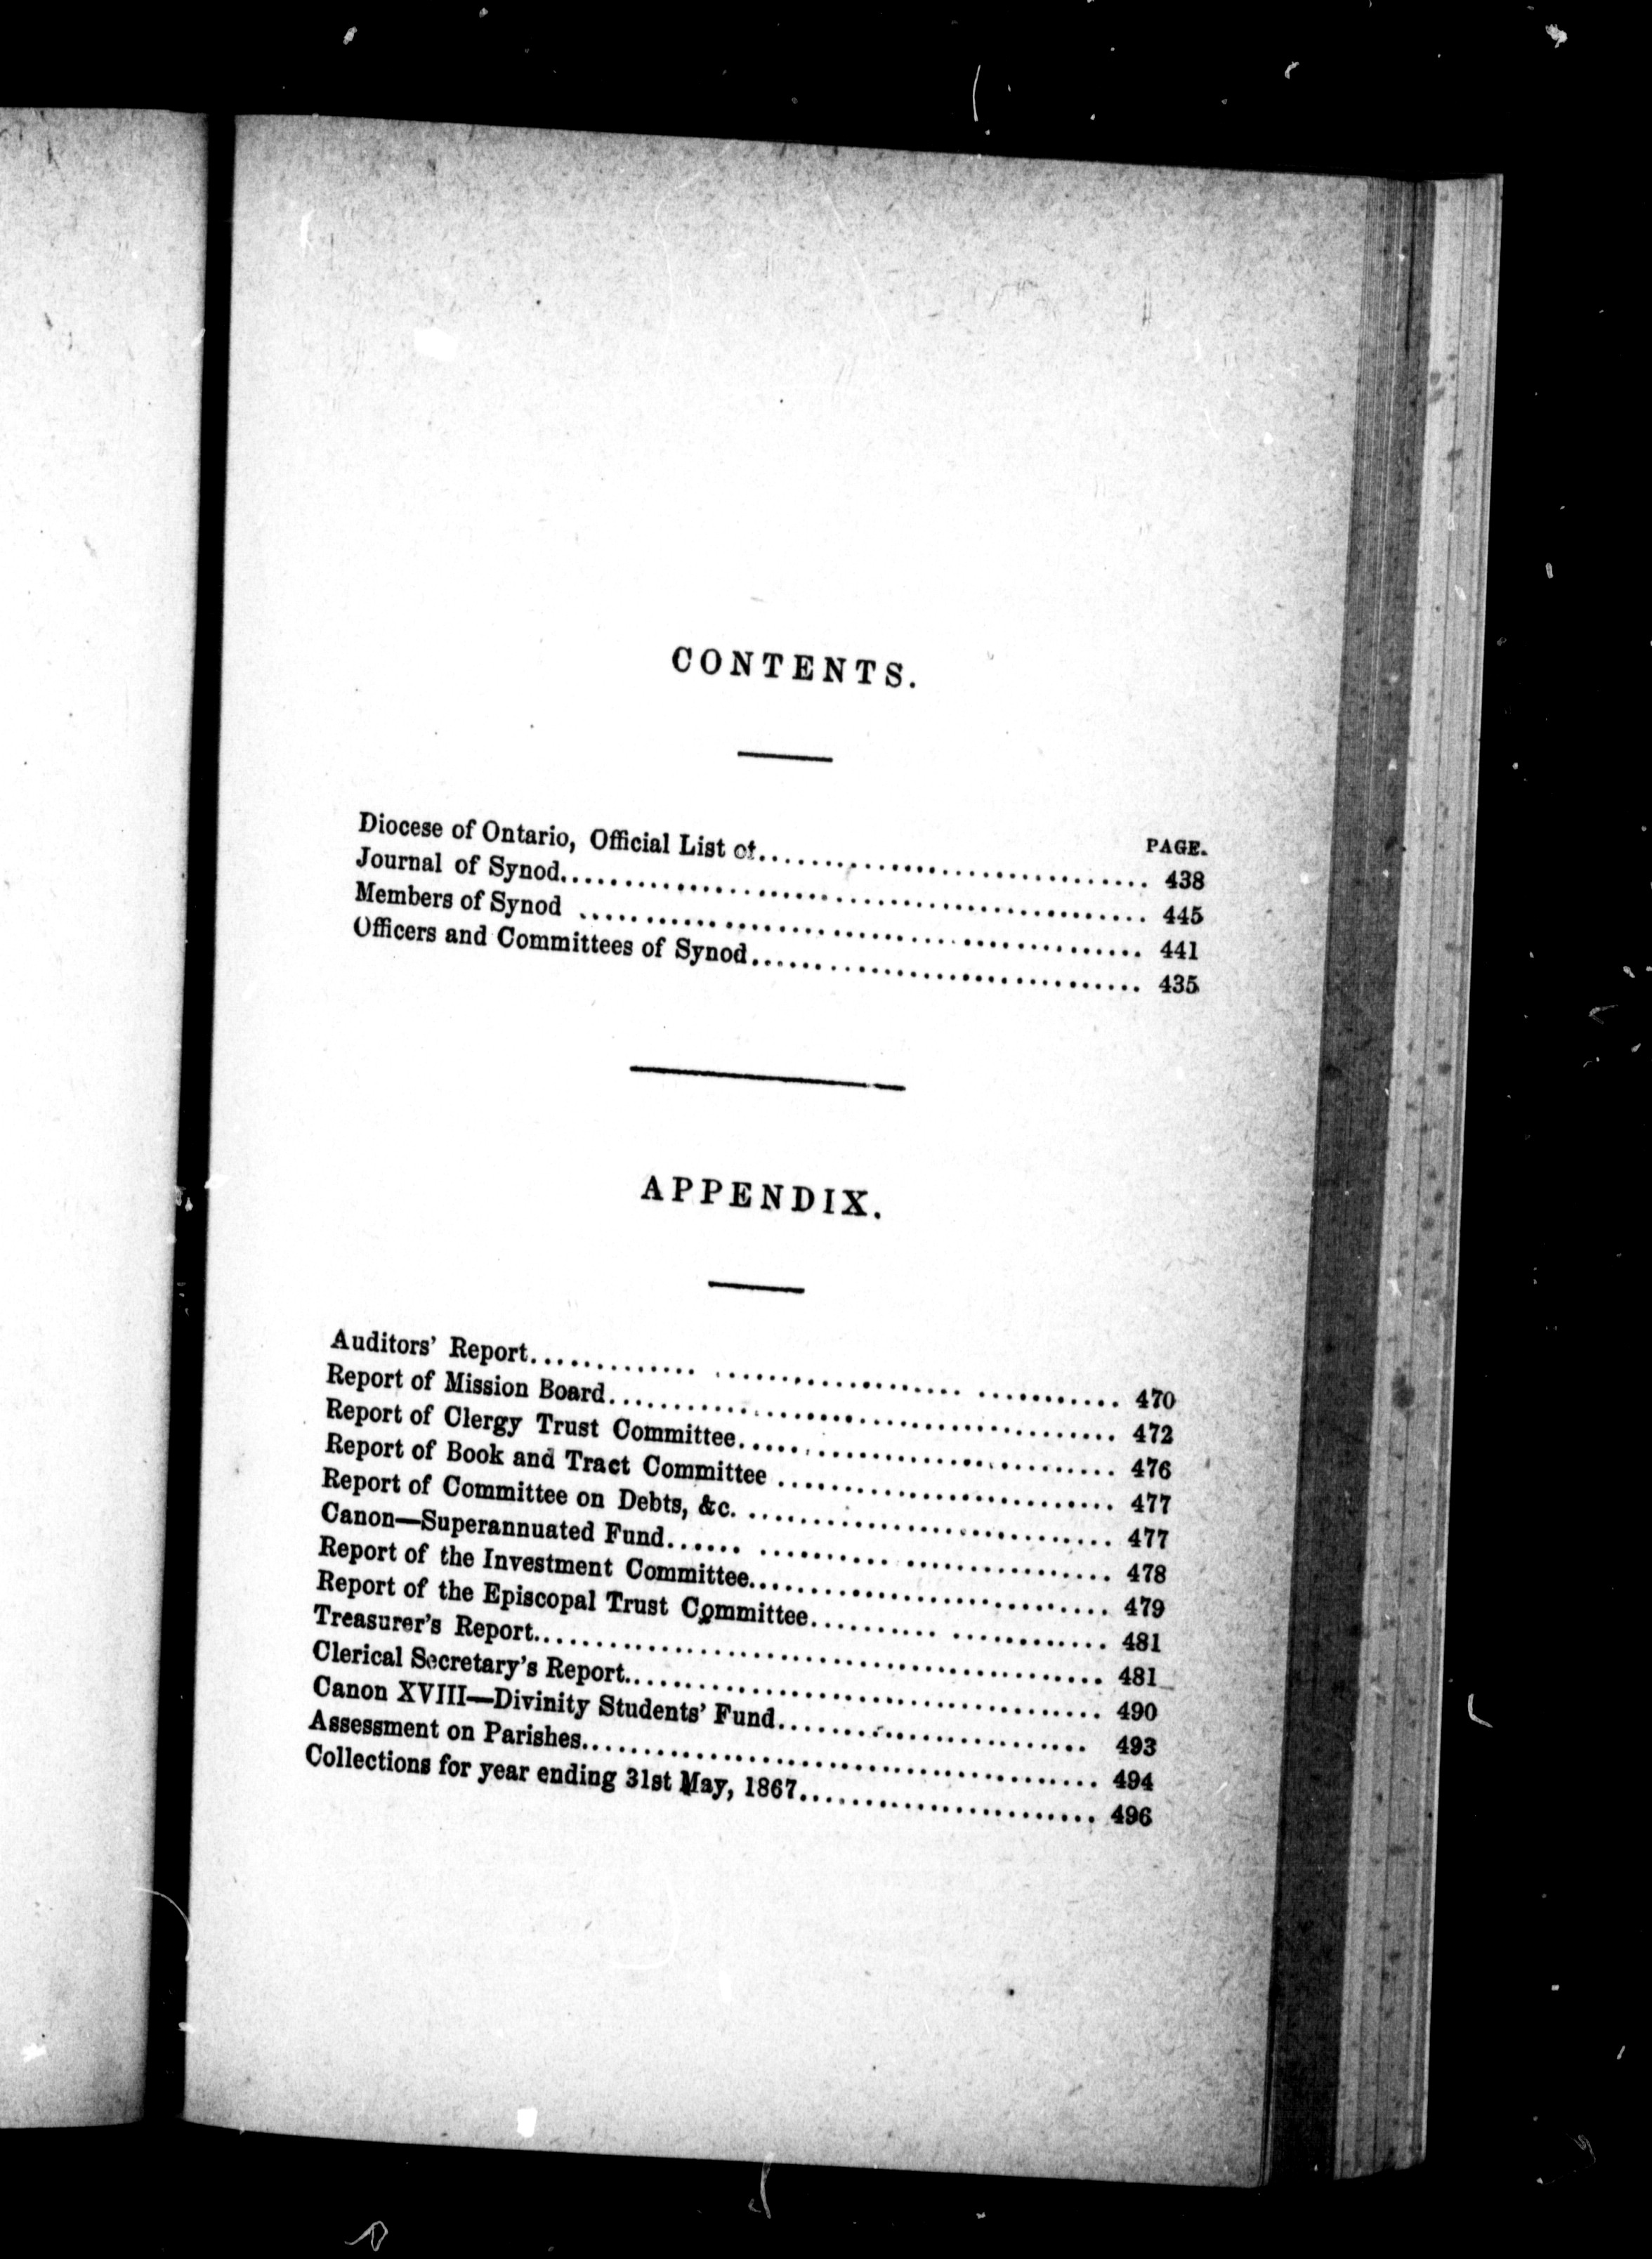 CONTENTS.
PAGE.
Diocese of Ontario, Official List of........................................ 438
Journal of Synod........................................................ 445
Members of Synod ...................................................... 441
Officers and Committees of Synod.................................... 435
APPENDIX.
Auditors' Report............. ................... ........... 470
Report of Mission Board................................................ 472
Report of Clergy Trust Committee.................................... 476
Report of Book and Tract Committee ................................ 477
Report of Committee on Debts, &c. .................................. 477
Canon—Superannuated Fund...... .......... ................ 478
Report of the Investment Committee.................................. 479
Report of the Episcopal Trust Committee.......... ............ 481
Treasurer's Report...................................................... 481
Clerical Secretary's Report............................................. 490
Canon XVIII—Divinity Students' Fund............................. 493
Assessment on Parishes................................................. 494
Collections for year ending 31st May, 1867............................ 496